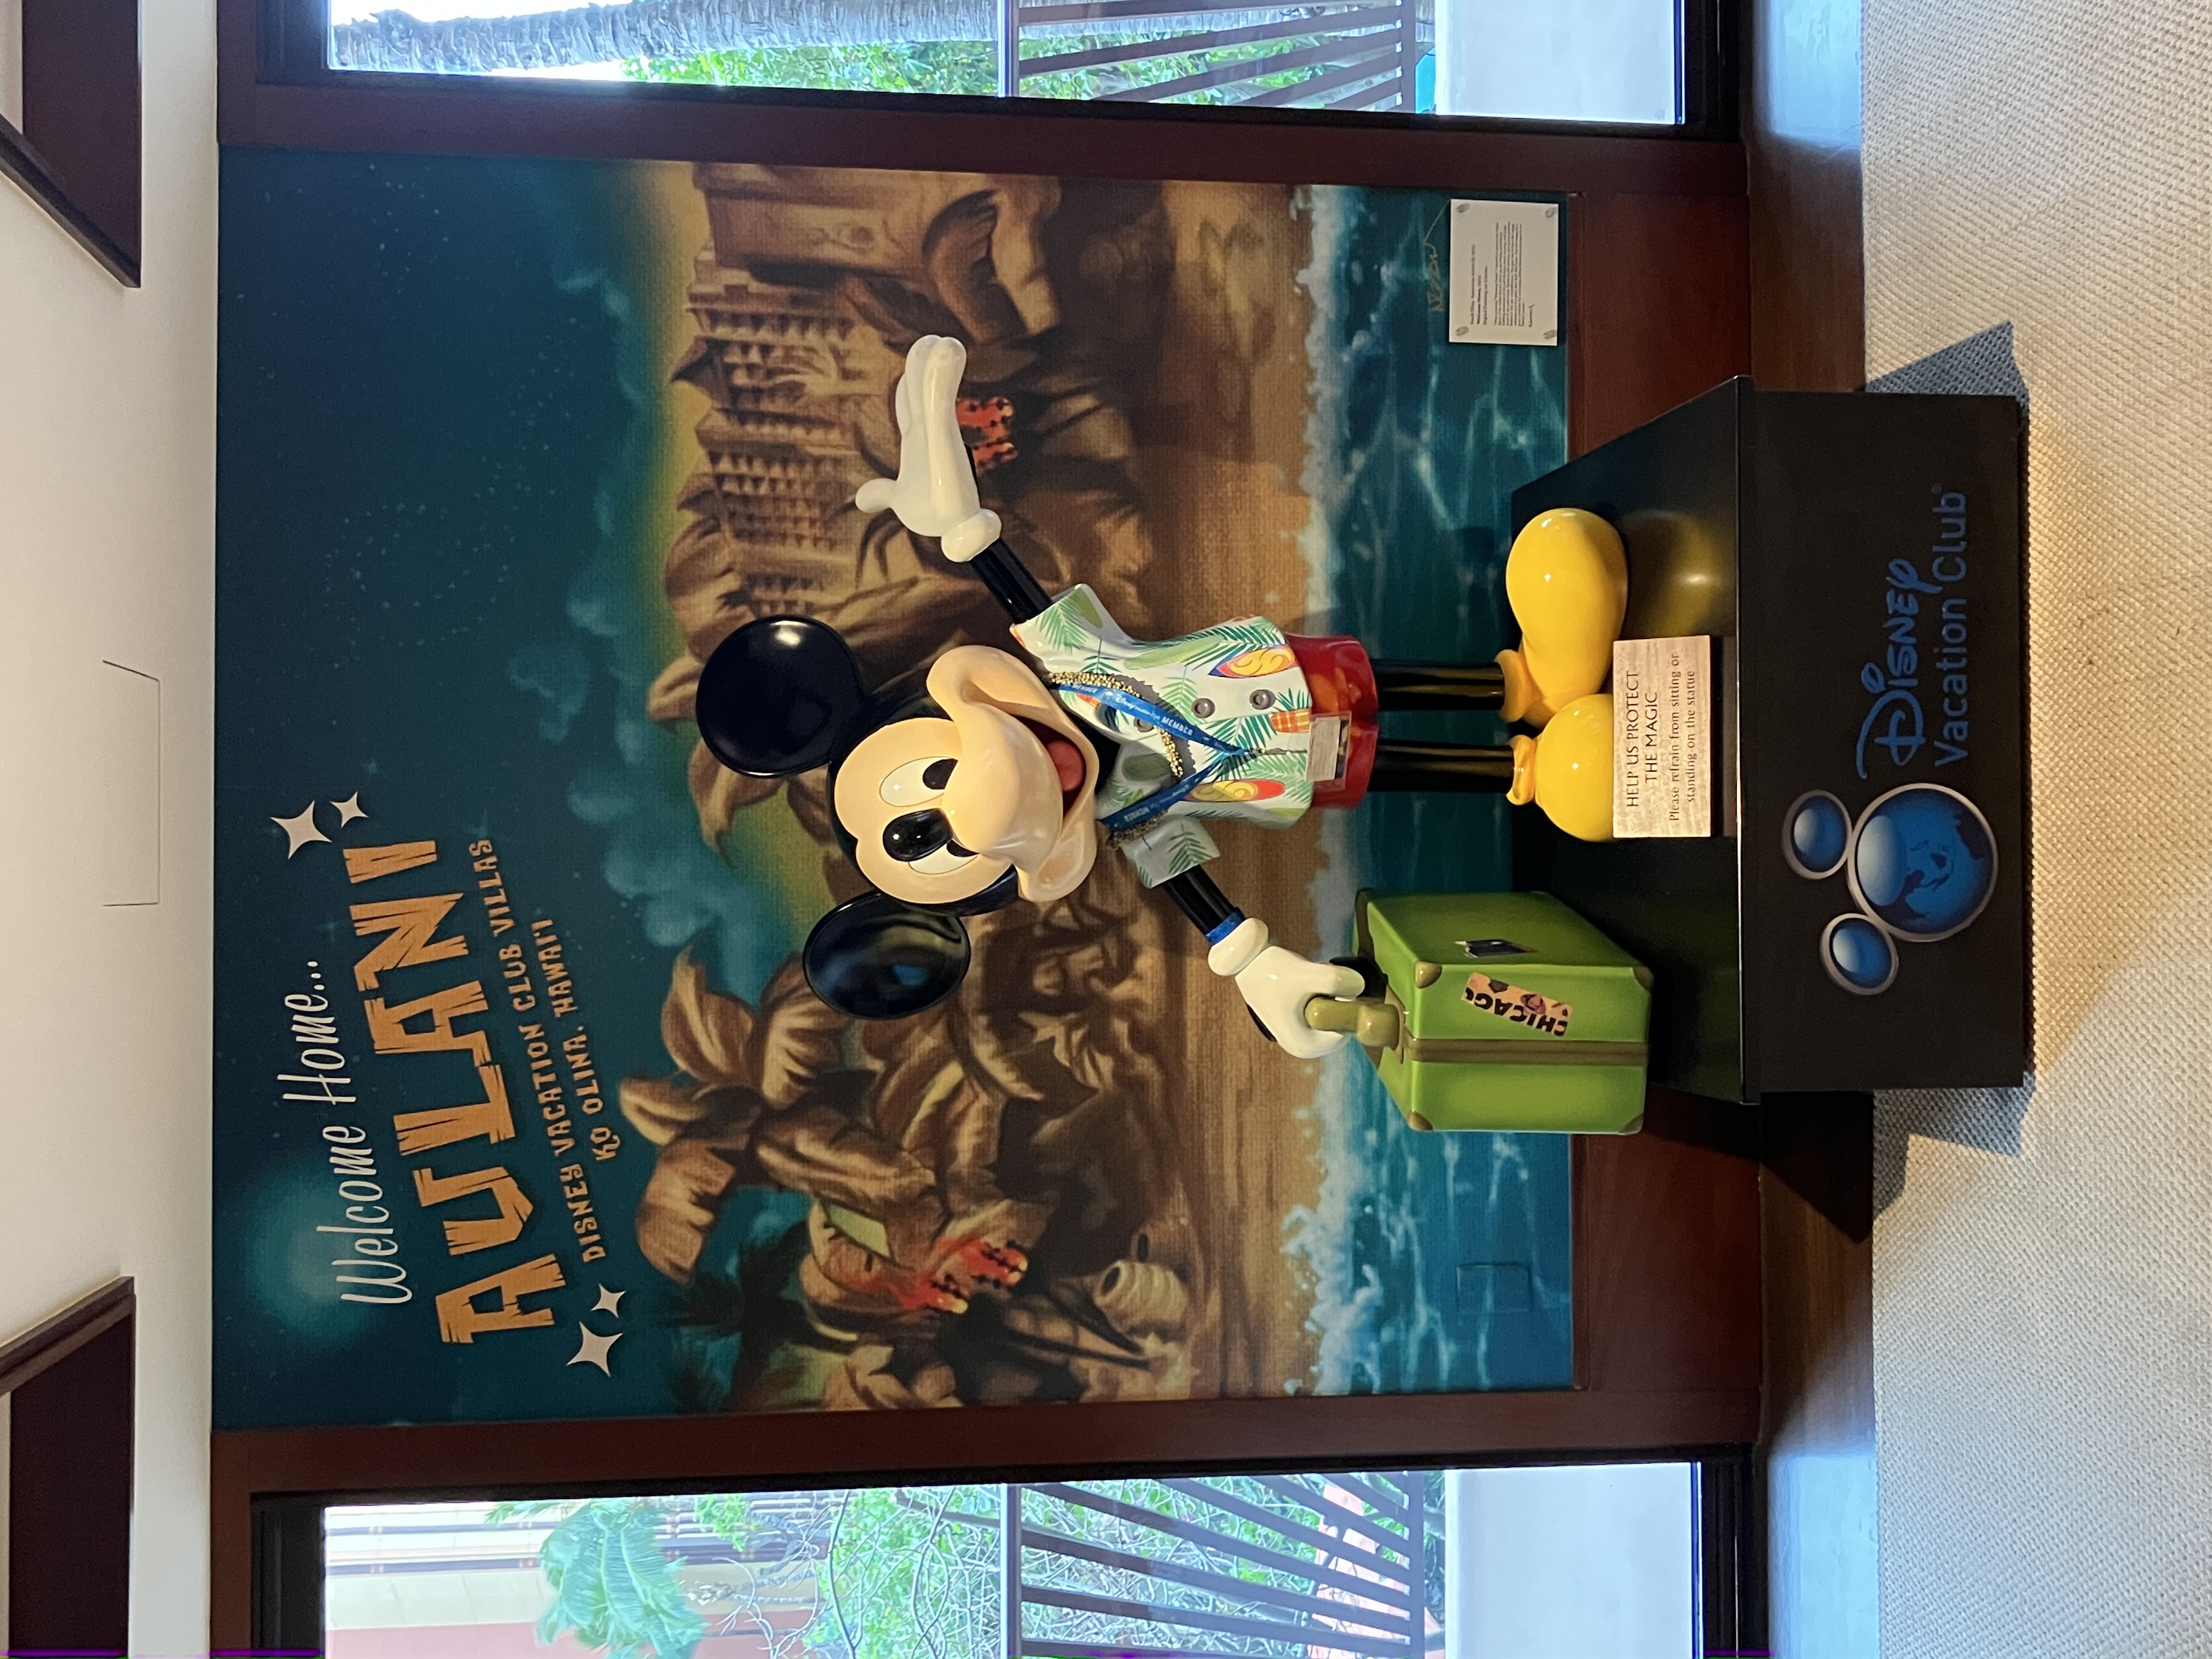 Welcome Home...
AULANI
DISNEY VACATION CLUB VILLAS
KO OLINA, HAWAI'I
MEMBER
CHICAGO
HELP US PROTECT
THE MAGIC
Please refrain from sitting or
standing on the statue
DISNEY
Vacation Club®